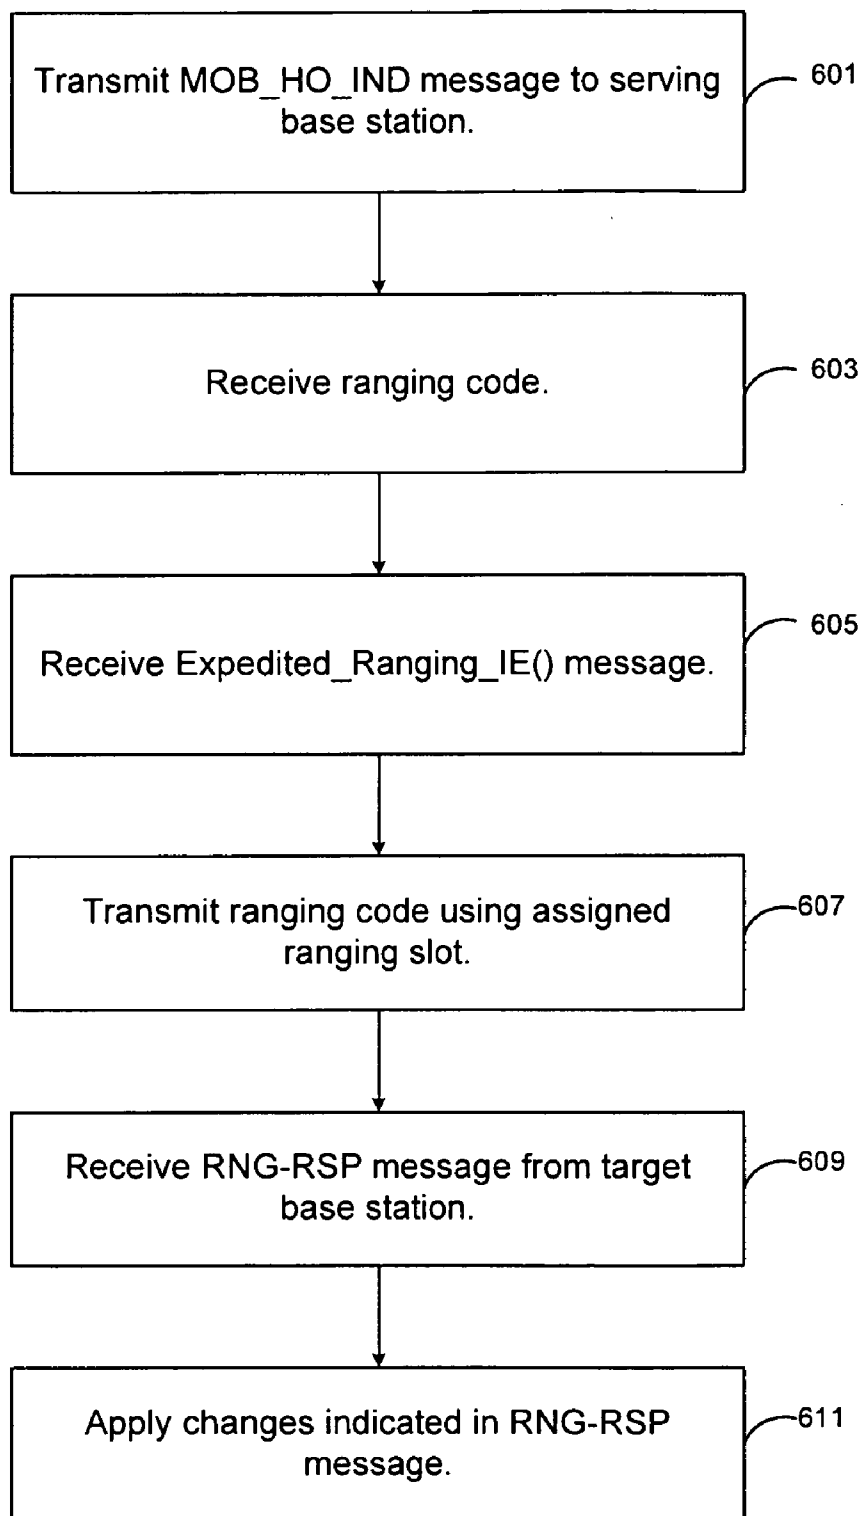 Transmit MOB_HO_IND message to serving
base station.
601
Receive ranging code.
603
Receive Expedited_Ranging_IE() message.
605
Transmit ranging code using assigned
ranging slot.
607
Receive RNG-RSP message from target
base station.
609
Apply changes indicated in RNG-RSP
message.
611